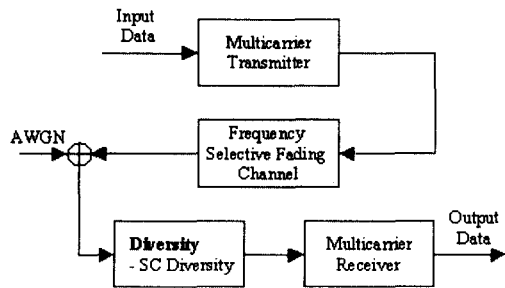 Input
Data
Multicarrier
Transmitter
AWGN
Frequency
Selective Fading
Channel
Diversity
- SC Diversity
Multicarrier
Receiver
Output
Data